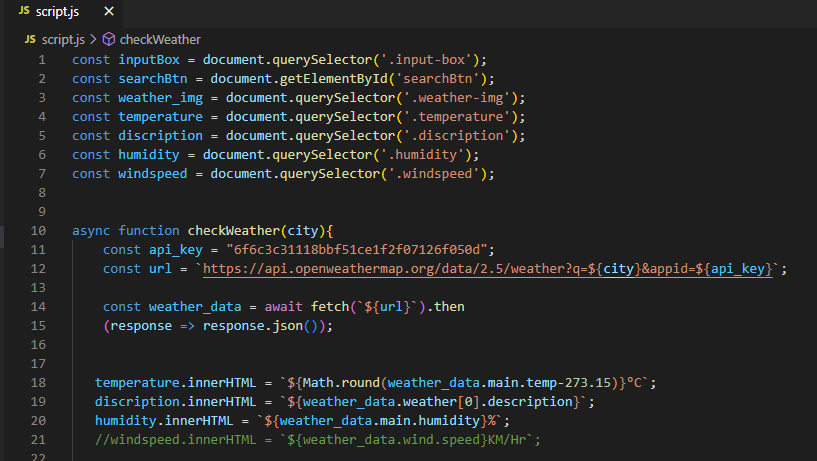 JS script.js ×
JS script.js > checkWeather
1 const inputBox = document.querySelector('.input-box');
2 const searchBtn = document.getElementById('searchBtn');
3 const weather_img = document.querySelector('.weather-img');
4 const temperature = document.querySelector('.temperature');
5 const discription = document.querySelector('.discription');
6 const humidity = document.querySelector('.humidity');
7 const windspeed = document.querySelector('.windspeed');
8
9
10 async function checkWeather(city){
11 const api_key = "6f6c3c31118bbf51ce1f2f07126f050d";
12 const url = `https://api.openweathermap.org/data/2.5/weather?q=${city}&appid=${api_key}`;
13
14 const weather_data = await fetch(`${url}`).then
15 (response => response.json());
16
17
18 temperature.innerHTML = `${Math.round(weather_data.main.temp-273.15)}°C`;
19 discription.innerHTML = `${weather_data.weather[0].description}`;
20 humidity.innerHTML = `${weather_data.main.humidity}%`;
21 //windspeed.innerHTML = `${weather_data.wind.speed}KM/Hr`;
22